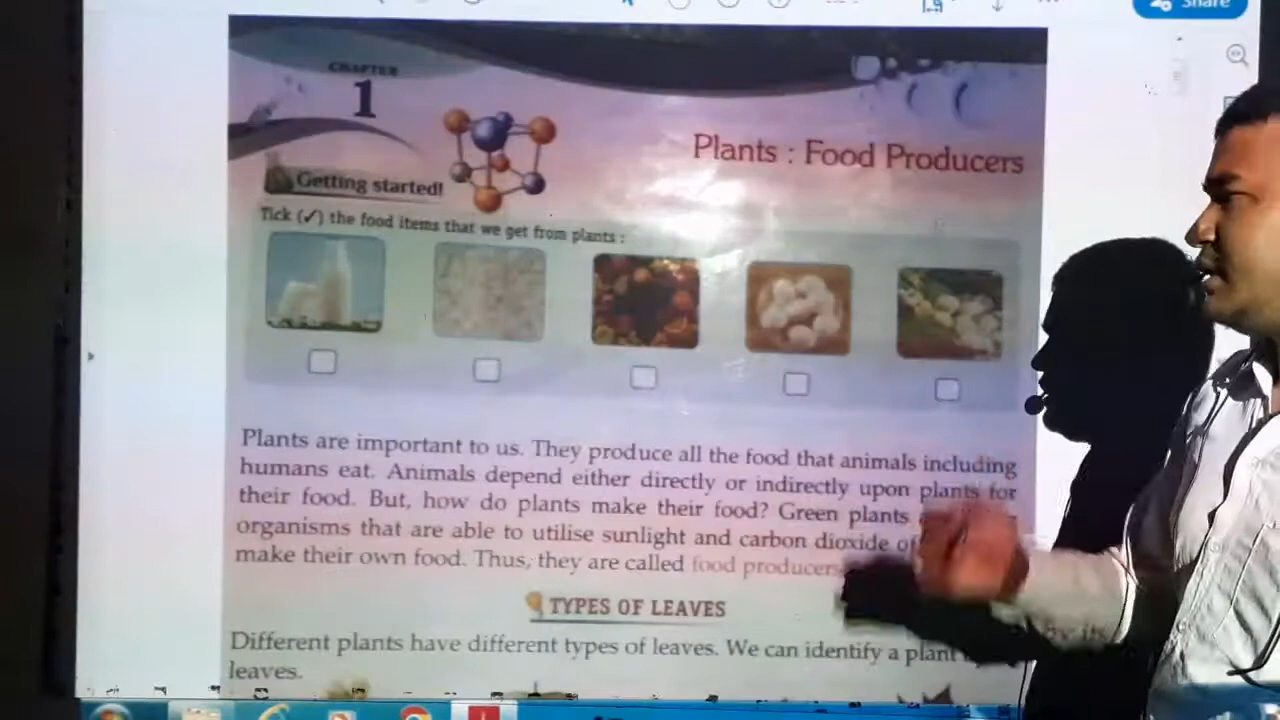 Share
CHAPTER
1
Plants : Food Producers
Getting started!
Tick (✓) the food items that we get from plants :
Plants are important to us. They produce all the food that animals including
humans eat. Animals depend either directly or indirectly upon plants for
their food. But, how do plants make their food? Green plants
organisms that are able to utilise sunlight and carbon dioxide of
make their own food. Thus, they are called food producers
TYPES OF LEAVES
Different plants have different types of leaves. We can identify a plant by its
leaves.